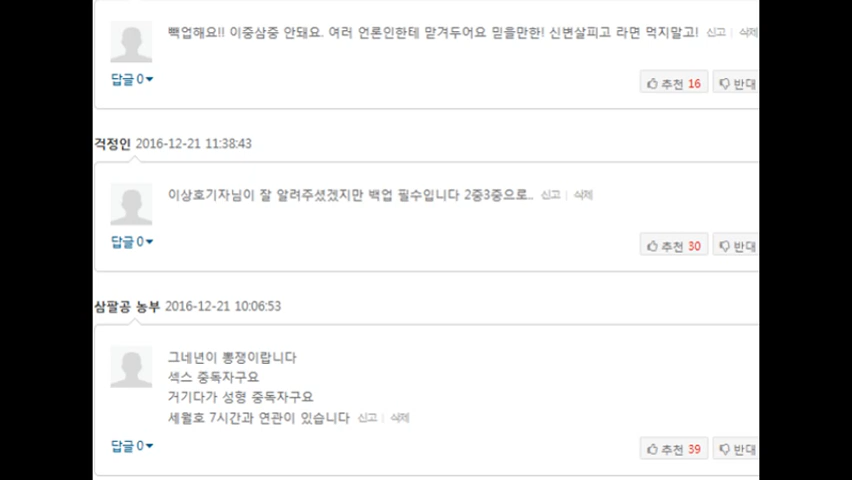 빽업해요!! 이중삼중 안돼요. 여러 언론인한테 맡겨두어요 믿을만한! 신변살피고 라면 먹지말고! 신고 | 삭제
답글 0
추천 16 반대
걱정인 2016-12-21 11:38:43
이상호기자님이 잘 알려주셨겠지만 백업 필수입니다 2중3중으로.. 신고 | 삭제
답글 0
추천 30 반대
삼팔공 농부 2016-12-21 10:06:53
그네년이 뽕쟁이랍니다
섹스 중독자구요
거기다가 성형 중독자구요
세월호 7시간과 연관이 있습니다 신고 | 삭제
답글 0
추천 39 반대